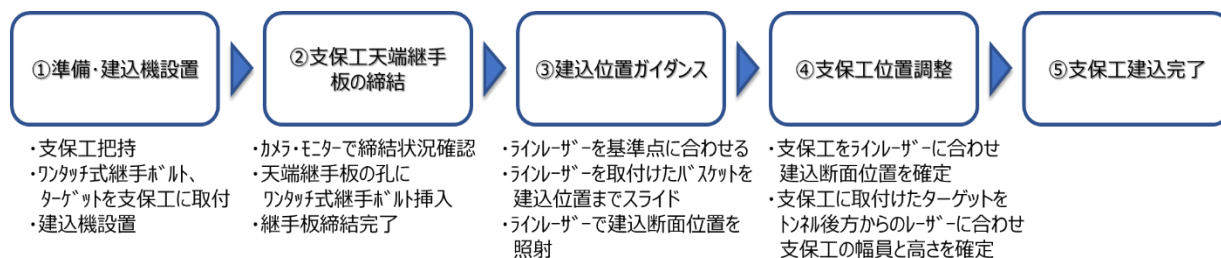 ①準備・建込機設置
②支保工天端継手
板の締結
③建込位置ガイダンス
④支保工位置調整
⑤支保工建込完了
・支保工把持
・ﾜﾝﾀｯﾁ式継手ﾎﾞﾙﾄ、
ﾀｰｹﾞｯﾄを支保工に取付
・建込機設置
・ｶﾒﾗ・ﾓﾆﾀｰで締結状況確認
・天端継手板の孔に
ﾜﾝﾀｯﾁ式継手ﾎﾞﾙﾄ挿入
・継手板締結完了
・ﾗｲﾝﾚｰｻﾞｰを基準点に合わせる
・ﾗｲﾝﾚｰｻﾞｰを取付けたﾊﾞｽｹｯﾄを
建込位置までスライド
・ﾗｲﾝﾚｰｻﾞｰで建込断面位置を
照射
・支保工をﾗｲﾝﾚｰｻﾞｰに合わせ
建込断面位置を確定
・支保工に取付けたターゲットを
ﾄﾝﾈﾙ後方からのﾚｰｻﾞｰに合わせ
支保工の幅員と高さを確定